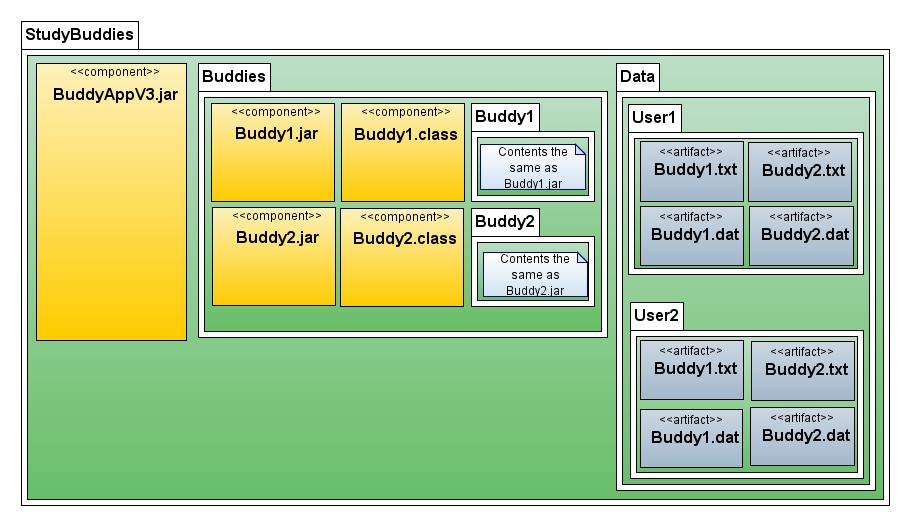 StudyBuddies
<<component>>
BuddyAppV3.jar
Buddies
<<component>>
Buddy1.jar
<<component>>
Buddy1.class
Buddy1
Contents the
same as
Buddy1.jar
<<component>>
Buddy2.jar
<<component>>
Buddy2.class
Buddy2
Contents the
same as
Buddy2.jar
Data
User1
<<artifact>>
Buddy1.txt
<<artifact>>
Buddy2.txt
<<artifact>>
Buddy1.dat
<<artifact>>
Buddy2.dat
User2
<<artifact>>
Buddy1.txt
<<artifact>>
Buddy2.txt
<<artifact>>
Buddy1.dat
<<artifact>>
Buddy2.dat